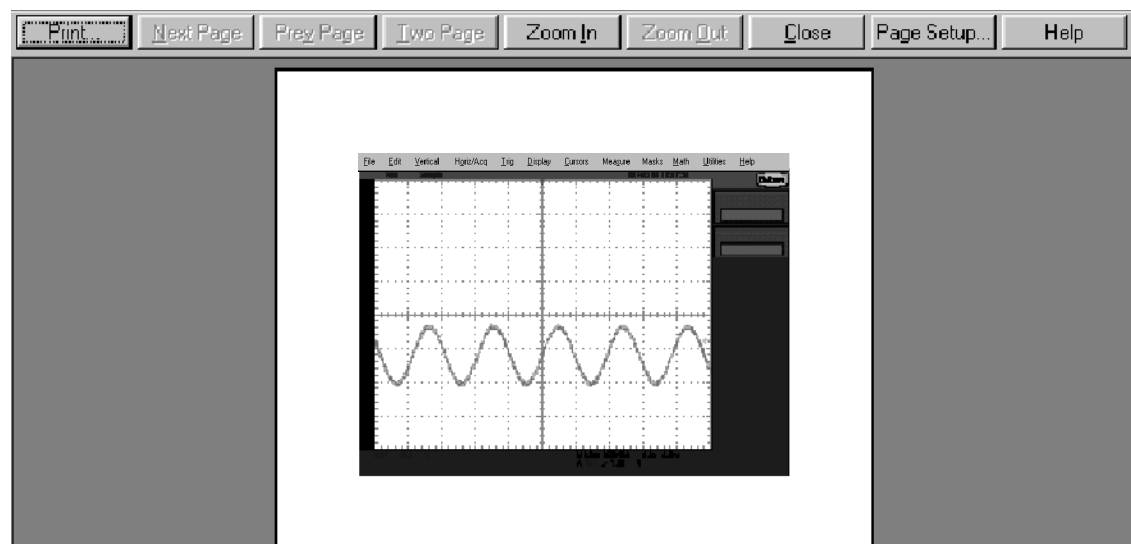 Print... Next Page Prev Page Two Page Zoom In Zoom Out Close Page Setup... Help
File Edit Vertical Horiz/Acq Trig Display Cursors Measure Masks Math Utilities Help